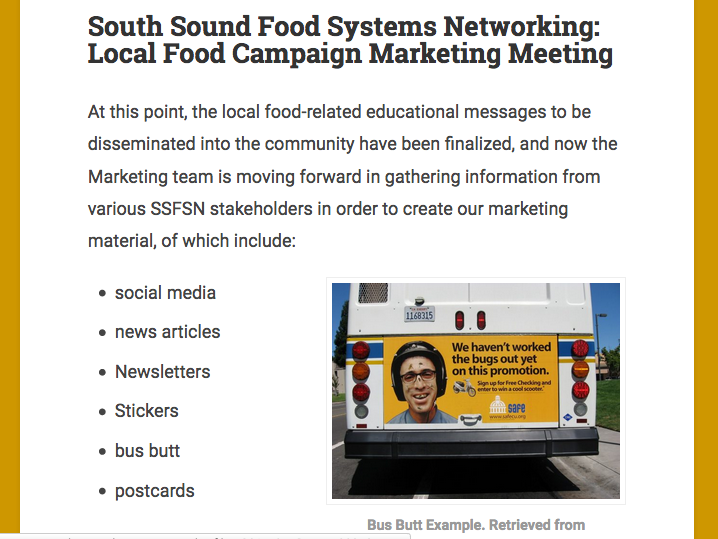 South Sound Food Systems Networking:
Local Food Campaign Marketing Meeting
At this point, the local food-related educational messages to be
disseminated into the community have been finalized, and now the
Marketing team is moving forward in gathering information from
various SSFSN stakeholders in order to create our marketing
material, of which include:
social media
news articles
Newsletters
Stickers
bus butt
postcards
1168315
We haven't worked
the bugs out yet
on this promotion.
Sign up for Free Checking and
enter to win a cool scooter.
safe
www.safecu.org
Bus Butt Example. Retrieved from